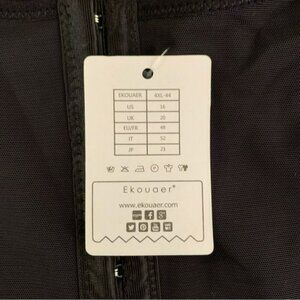 EKOUAER 4XL-44
US 16
UK 20
EU/FR 48
IT 52
JP 23
Ekouaer®
www.ekouaer.com